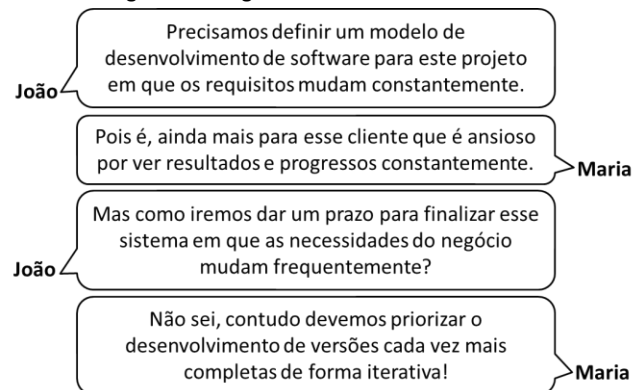 Precisamos definir um modelo de
desenvolvimento de software para este projeto
em que os requisitos mudam constantemente.
João
Pois é, ainda mais para esse cliente que é ansioso
por ver resultados e progressos constantemente.
Maria
Mas como iremos dar um prazo para finalizar esse
sistema em que as necessidades do negócio
mudam frequentemente?
João
Não sei, contudo devemos priorizar o
desenvolvimento de versões cada vez mais
completas de forma iterativa!
Maria